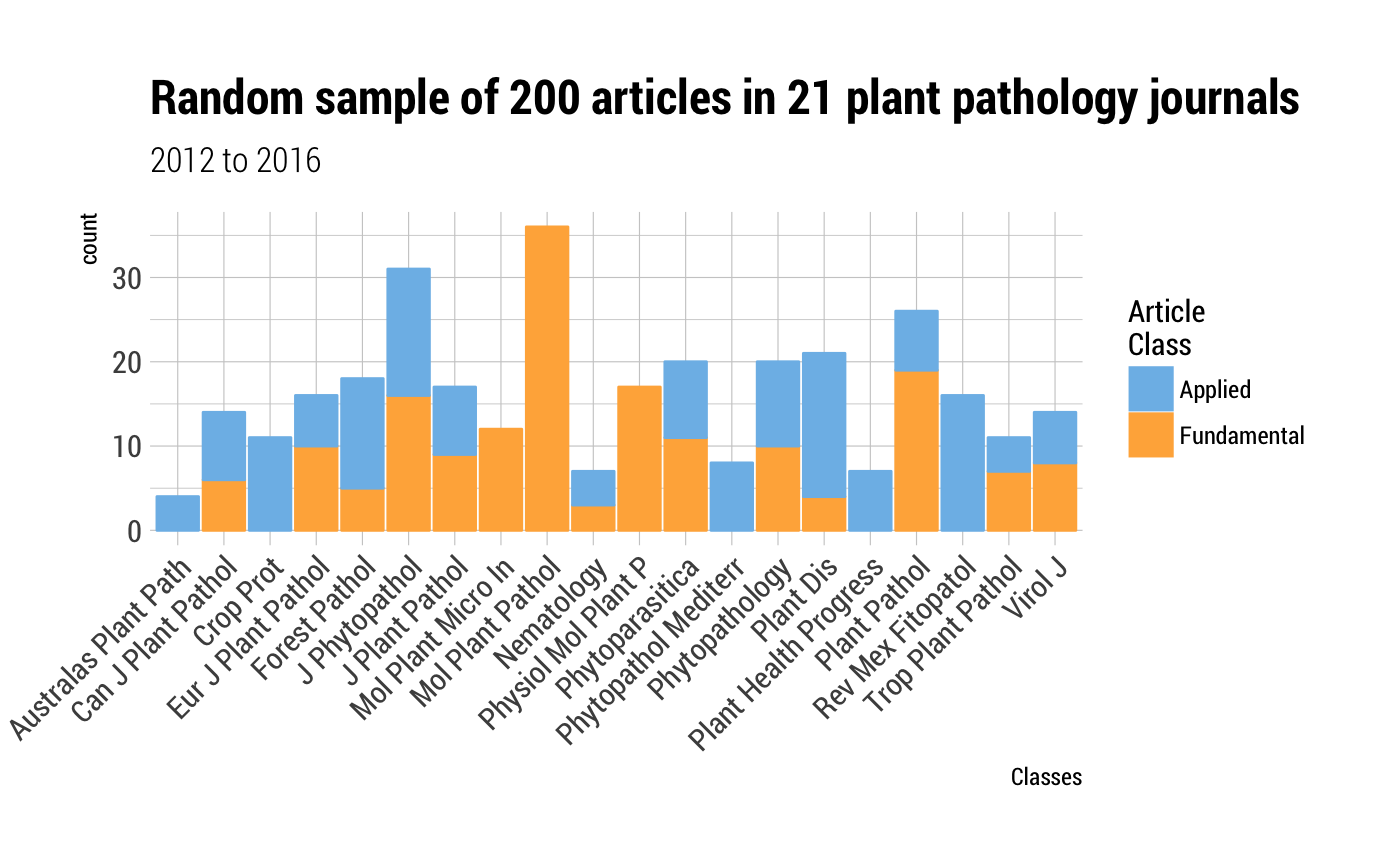 Random sample of 200 articles in 21 plant pathology journals
2012 to 2016
count
30
20
10
0
Australas Plant Path
Can J Plant Pathol
Crop Prot
Eur J Plant Pathol
Forest Pathol
J Phytopathol
J Plant Pathol
Mol Plant Micro In
Mol Plant Pathol
Nematology
Physiol Mol Plant P
Phytoparasitica
Phytopathol Mediterr
Phytopathology
Plant Dis
Plant Health Progress
Plant Pathol
Rev Mex Fitopatol
Trop Plant Pathol
Virol J
Classes
Article
Class
Applied
Fundamental